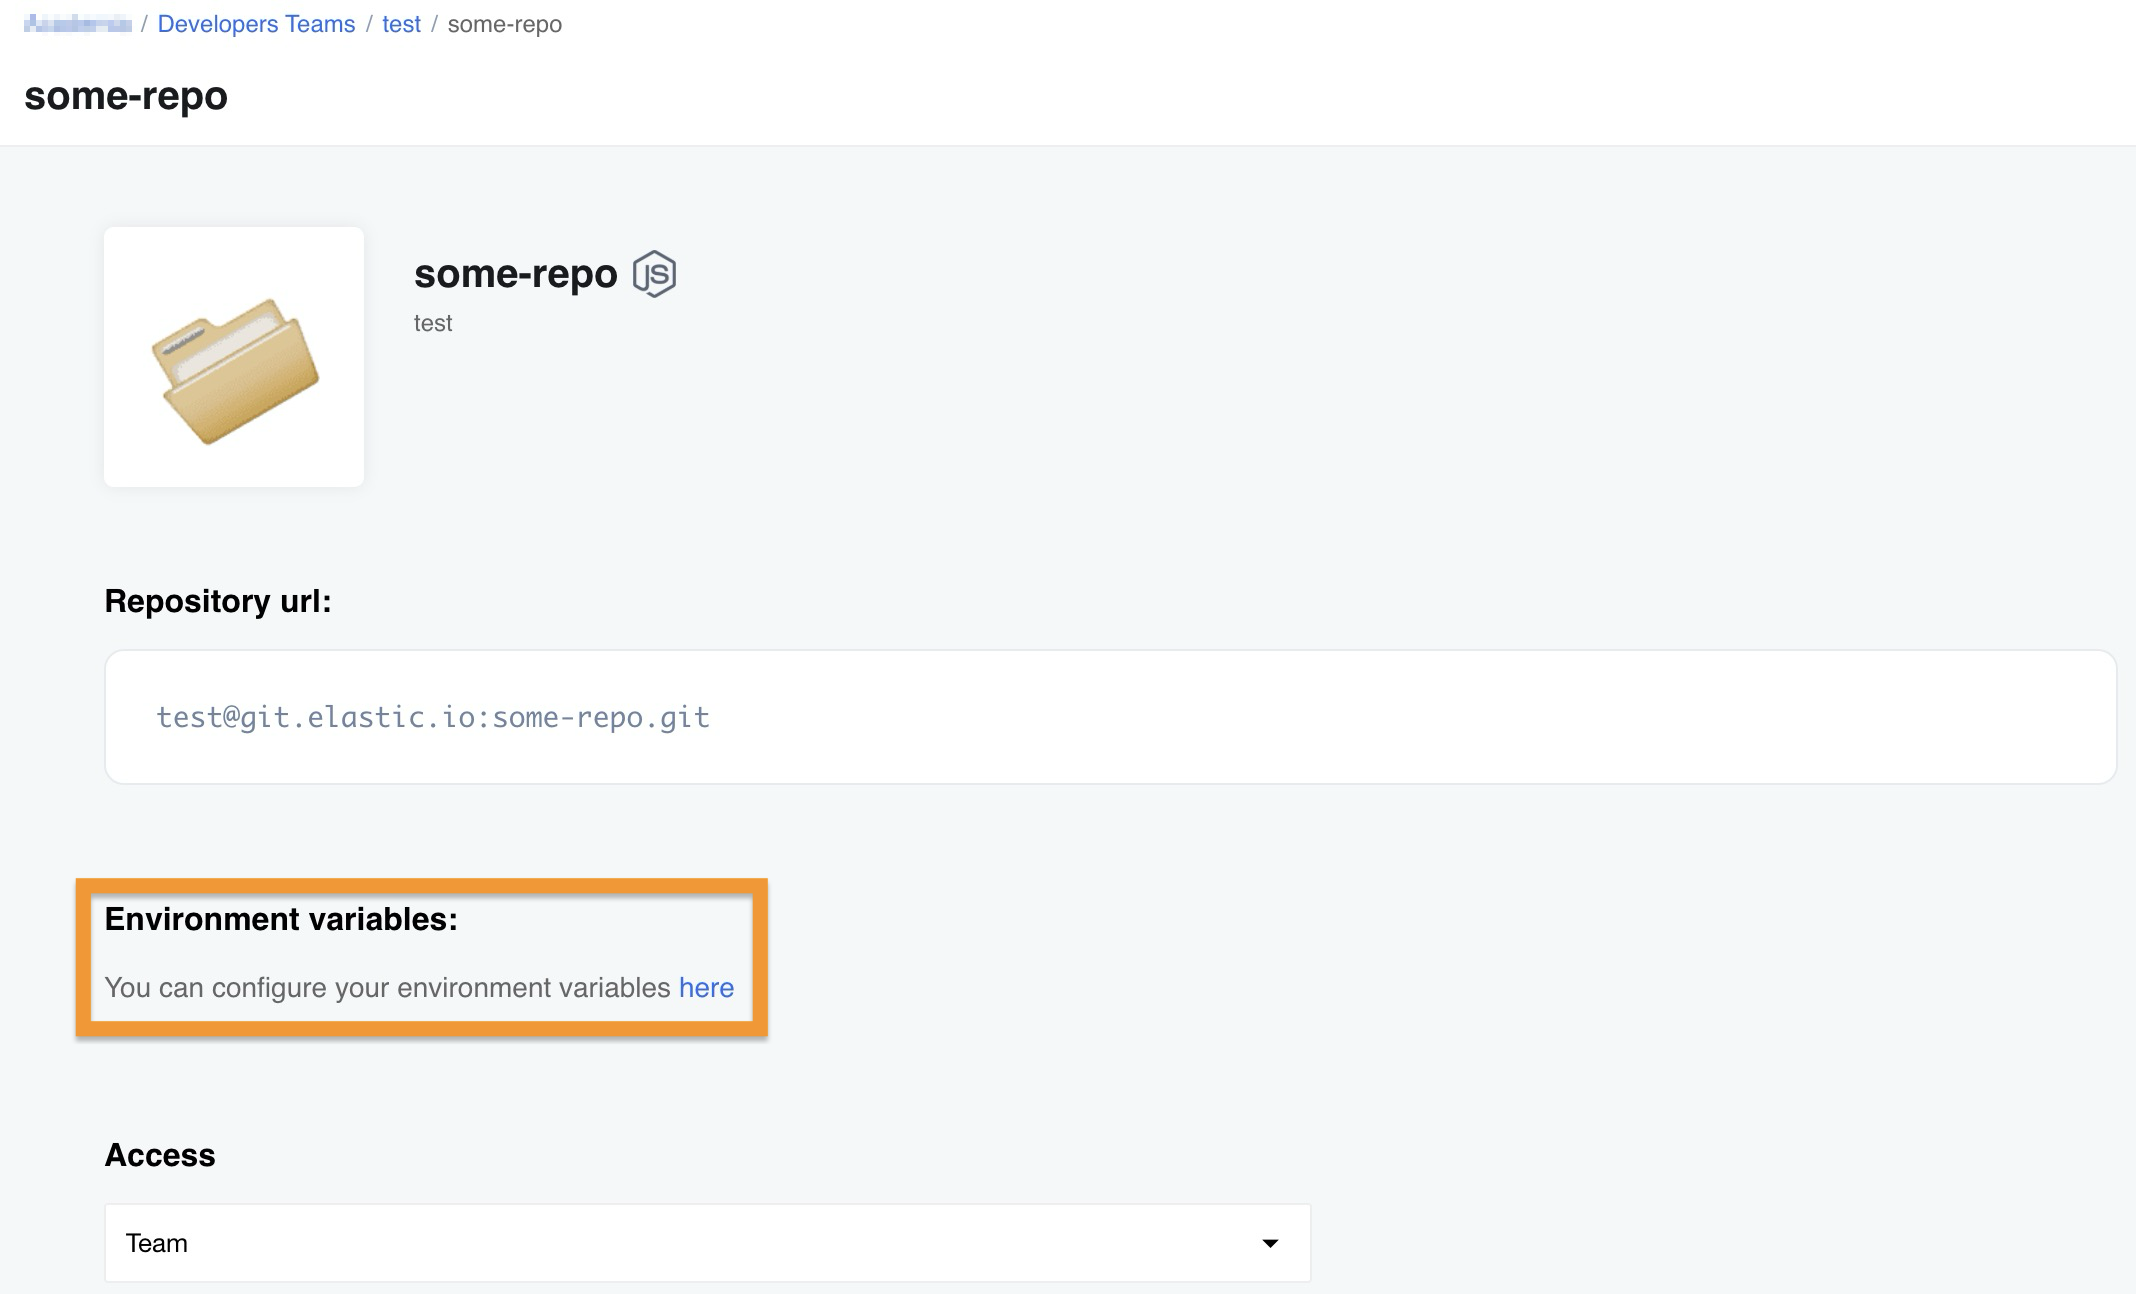 / Developers Teams / test / some-repo
some-repo
some-repo JS
test
Repository url:
test@git.elastic.io:some-repo.git
Environment variables:
You can configure your environment variables here
Access
Team